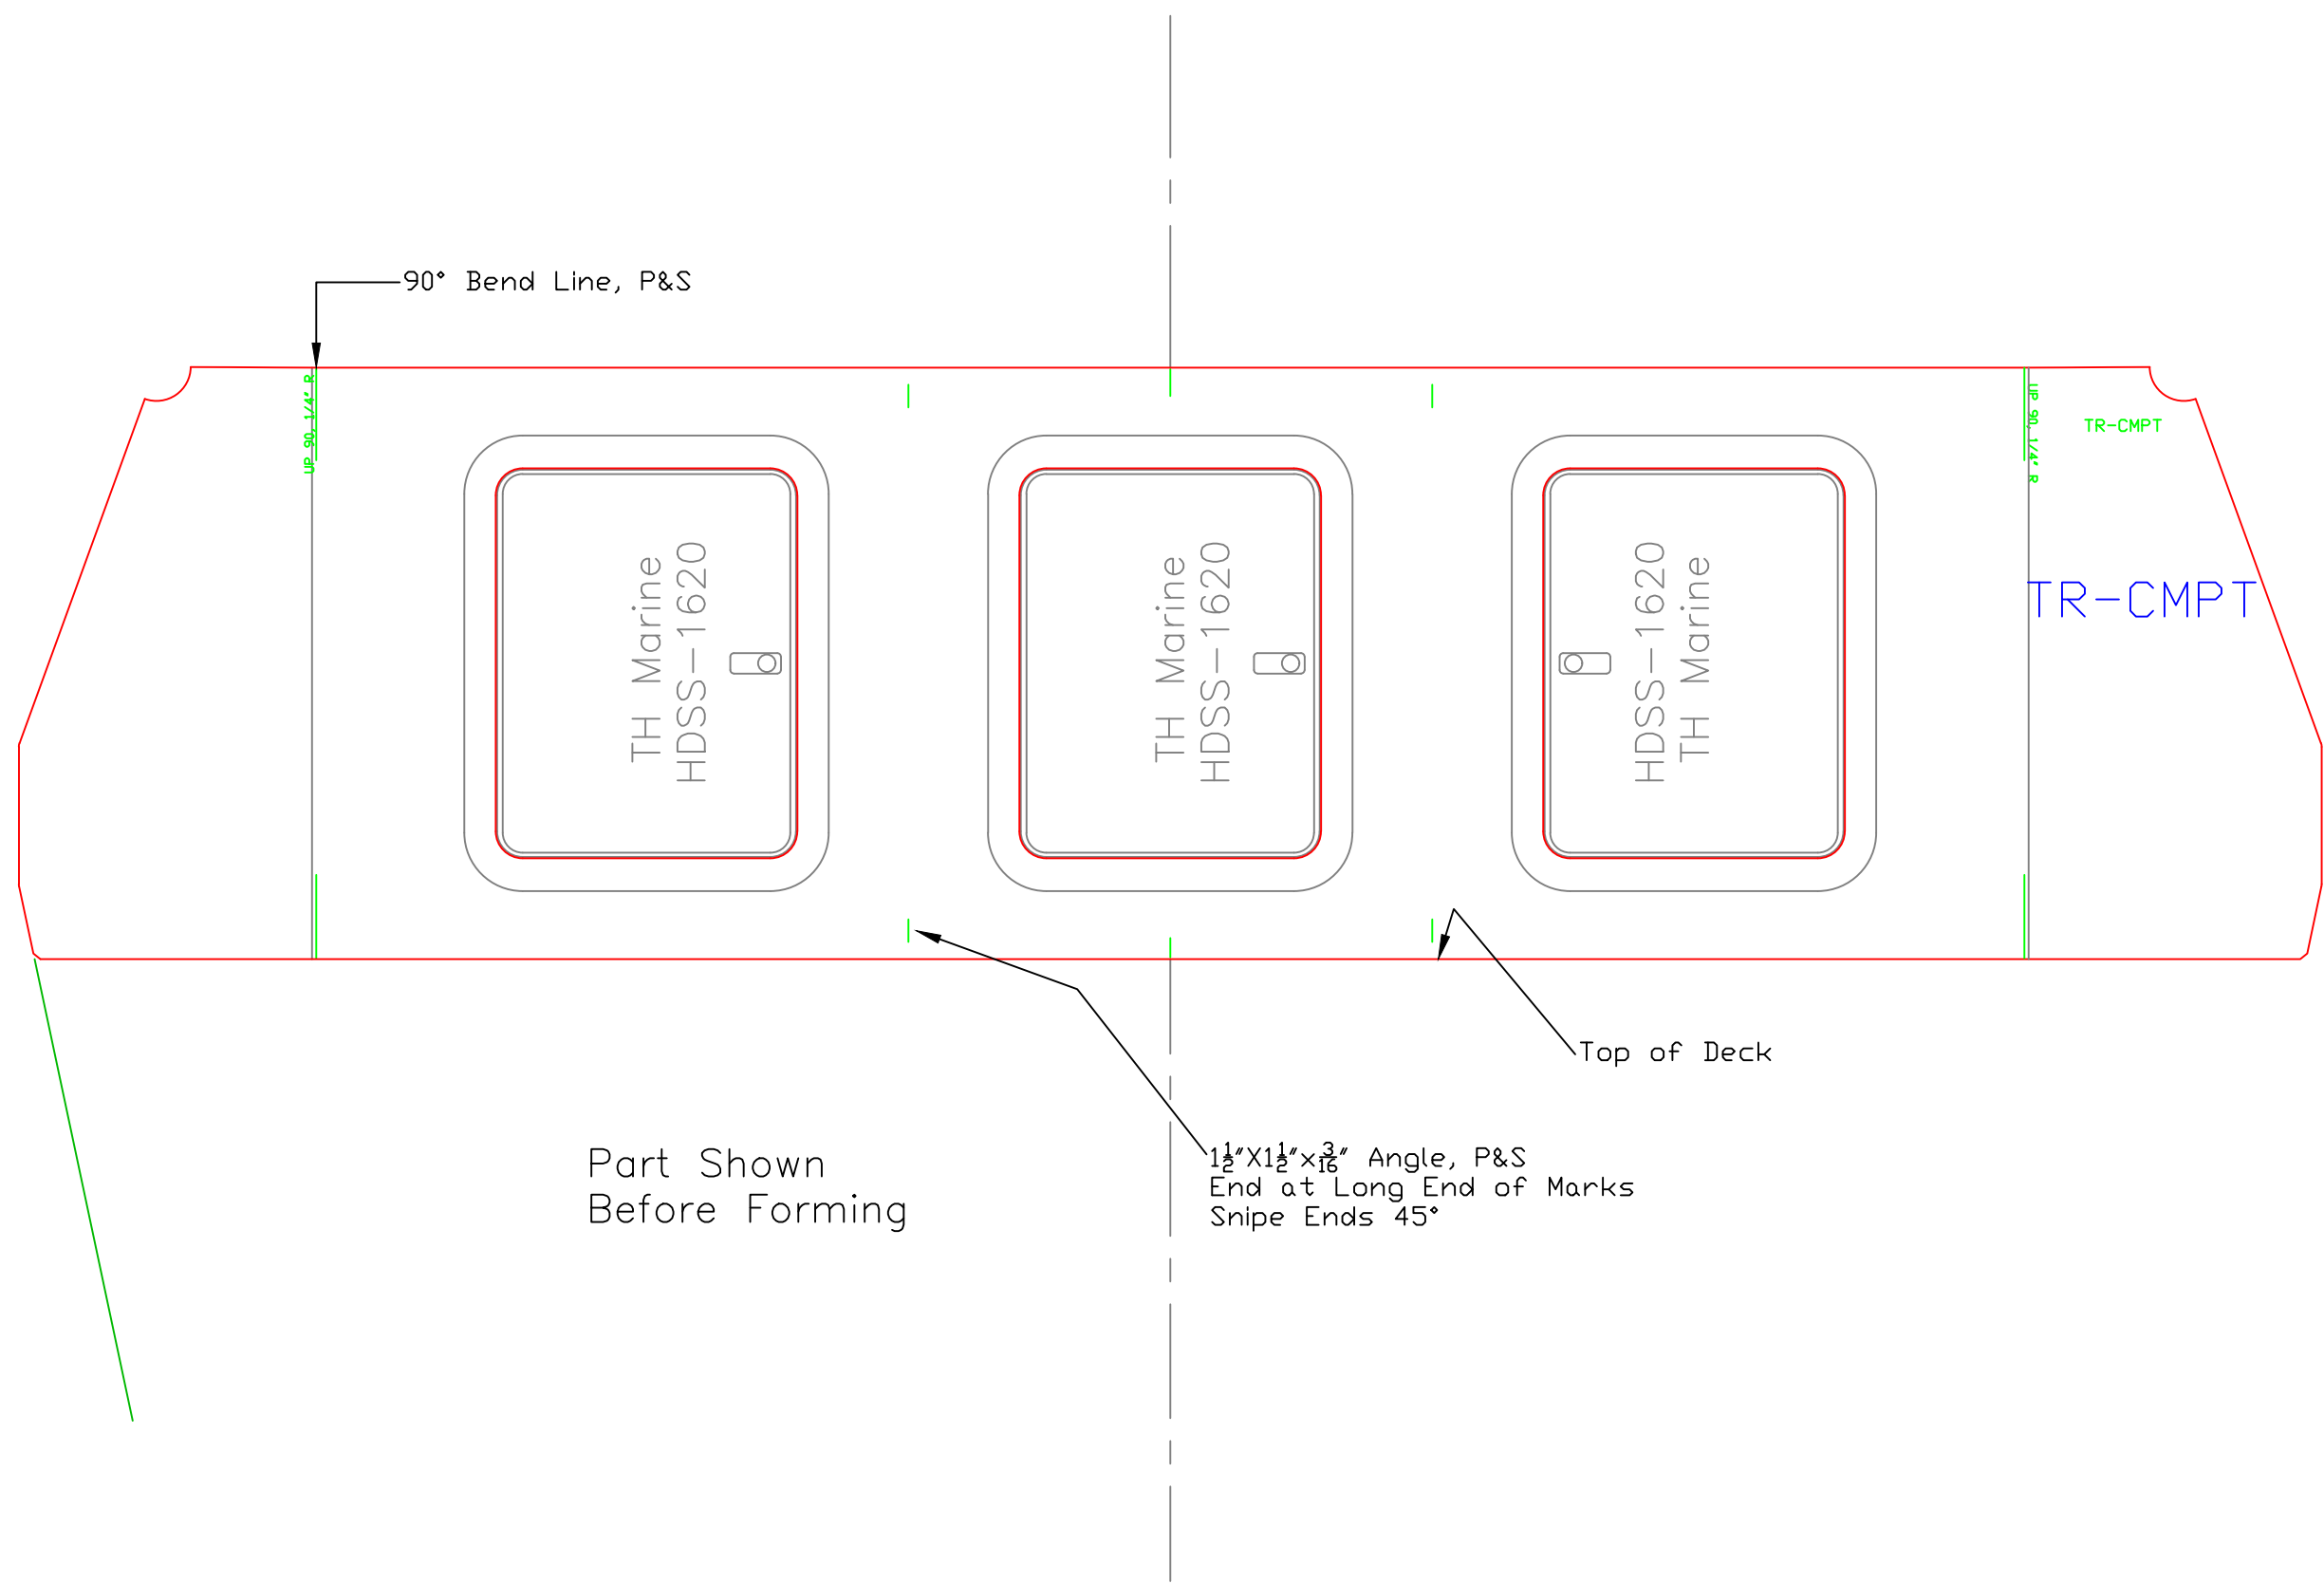 90° Bend Line, P&S
UP 90, 1/4" R
UP 90, 1/4" R
TR-CMPT
TR-CMPT
TH Marine
HDSS-1620
TH Marine
HDSS-1620
HDSS-1620
TH Marine
Top of Deck
1½"X1½"x3/16" Angle, P&S
End at Long End of Marks
Snipe Ends 45°
Part Shown
Before Forming